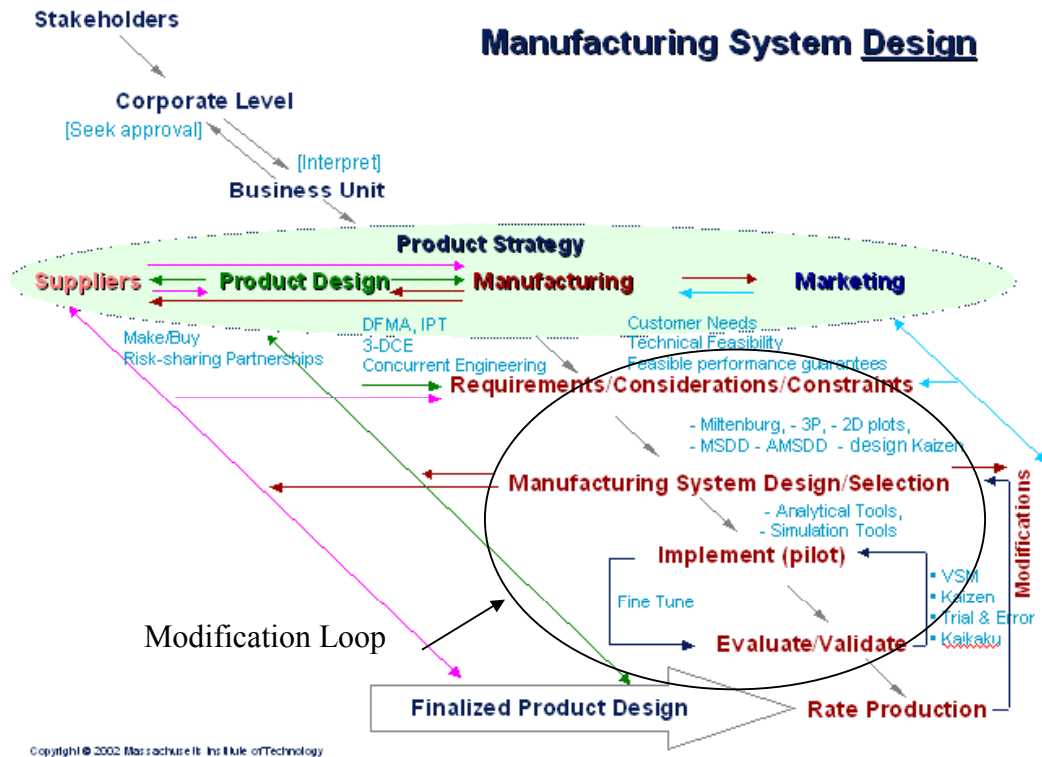 Stakeholders
Manufacturing System Design
Corporate Level
[Seek approval]
[Interpret]
Business Unit
Product Strategy
Suppliers
Product Design
Manufacturing
Marketing
Make/Buy
Risk-sharing Partnerships
DFMA, IPT
3-DCE
Concurrent Engineering
Customer Needs
Technical Feasibility
Feasible performance guarantees
Requirements/Considerations/Constraints
- Miltenburg, - 3P, - 2D plots,
- MSDD - AMSDD - design Kaizen
Manufacturing System Design/Selection
- Analytical Tools,
- Simulation Tools
Modifications
Implement (pilot)
Fine Tune
▪ VSM
▪ Kaizen
▪ Trial & Error
▪ Kaikaku
Modification Loop
Evaluate/Validate
Finalized Product Design
Rate Production
Copyright © 2002 Massachusetts Institute of Technology